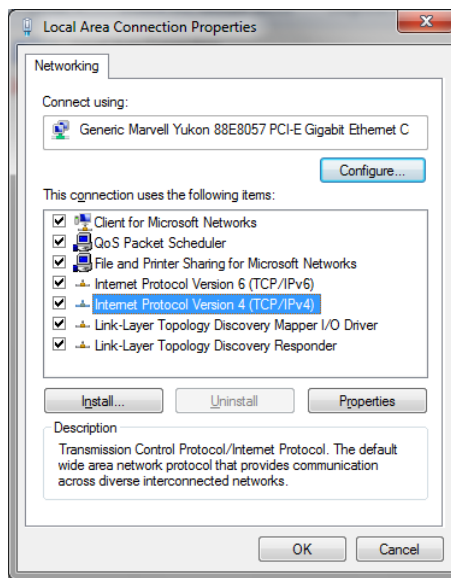 Local Area Connection Properties
Networking
Connect using:
Generic Marvell Yukon 88E8057 PCI-E Gigabit Ethernet C
Configure...
This connection uses the following items:
Client for Microsoft Networks
QoS Packet Scheduler
File and Printer Sharing for Microsoft Networks
Internet Protocol Version 6 (TCP/IPv6)
Internet Protocol Version 4 (TCP/IPv4)
Link-Layer Topology Discovery Mapper I/O Driver
Link-Layer Topology Discovery Responder
Install... Uninstall Properties
Description
Transmission Control Protocol/Internet Protocol. The default
wide area network protocol that provides communication
across diverse interconnected networks.
OK Cancel